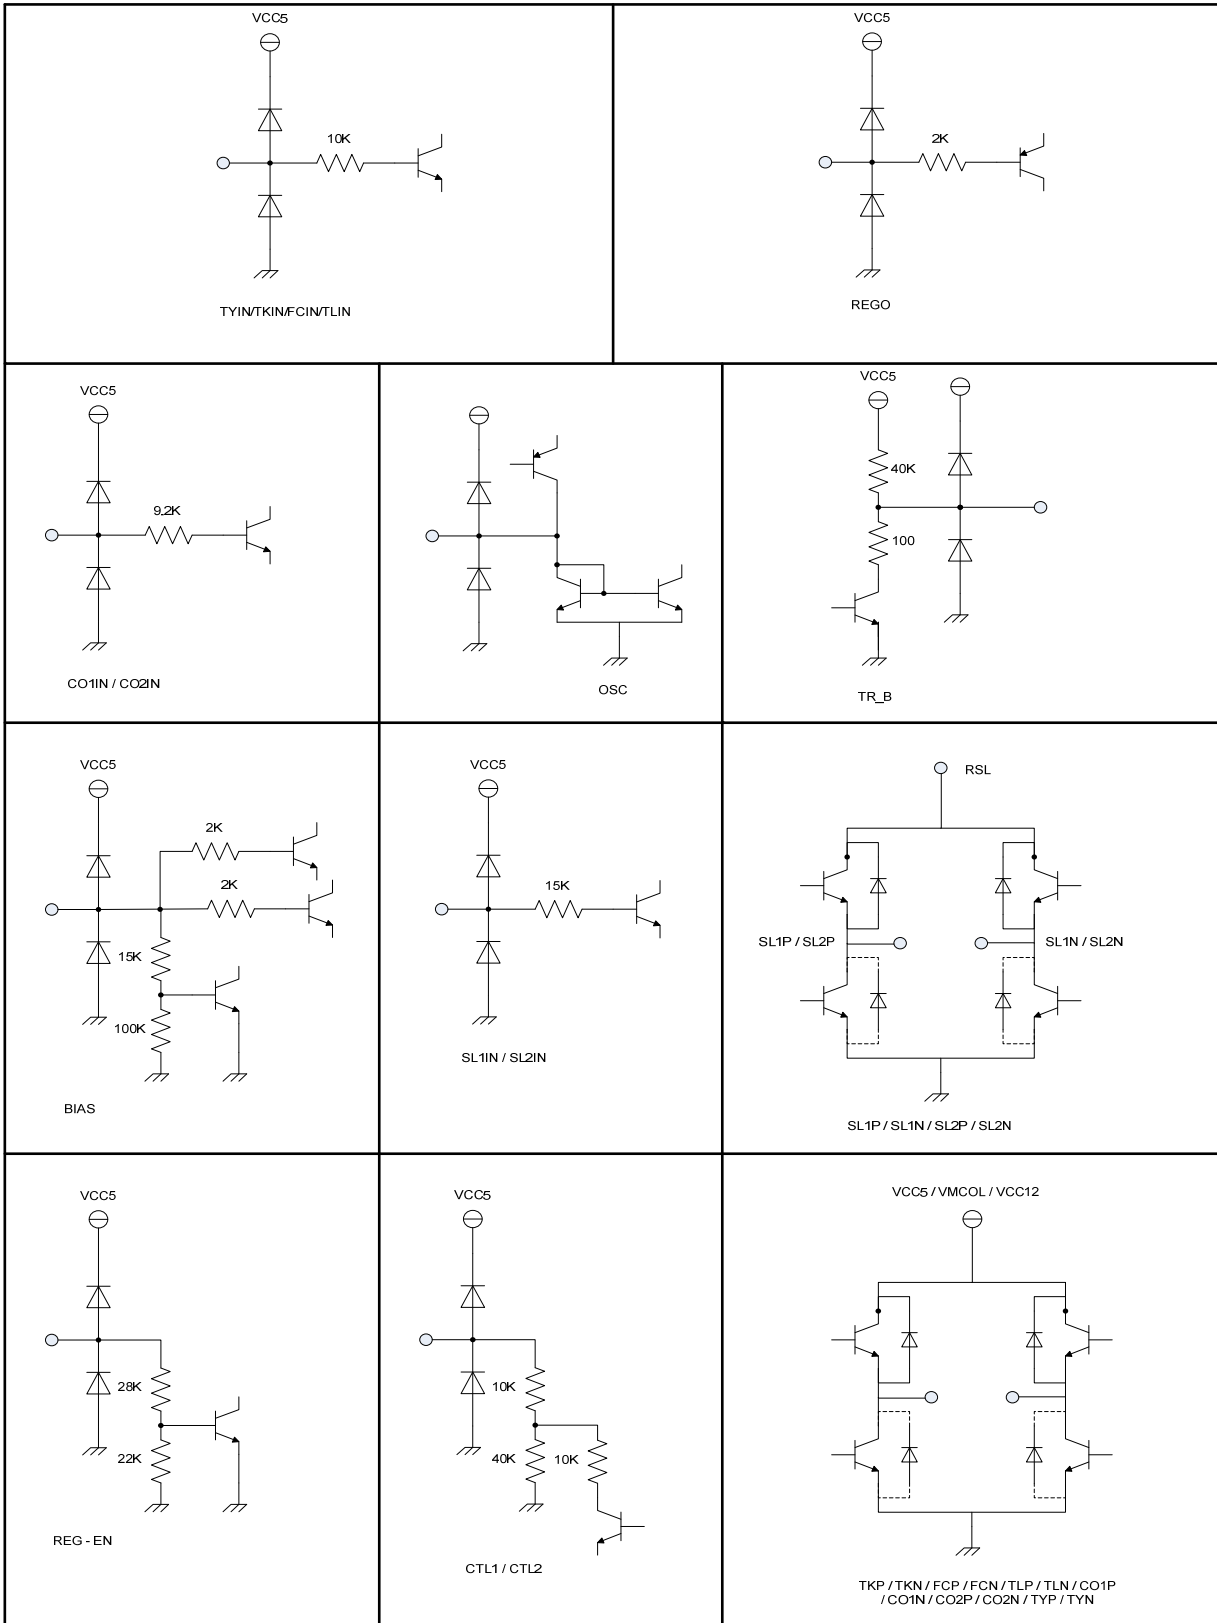 VCC5
10K
TYIN/TKIN/FCIN/TLIN
VCC5
2K
REGO
VCC5
9.2K
CO1IN / CO2IN
OSC
VCC5
40K
100
TR_B
VCC5
2K
2K
15K
100K
BIAS
VCC5
15K
SL1IN / SL2IN
RSL
SL1P / SL2P
SL1N / SL2N
SL1P / SL1N / SL2P / SL2N
VCC5
28K
22K
REG - EN
VCC5
10K
40K
10K
CTL1 / CTL2
VCC5 / VMCOL / VCC12
TKP / TKN / FCP / FCN / TLP / TLN / CO1P
/ CO1N / CO2P / CO2N / TYP / TYN